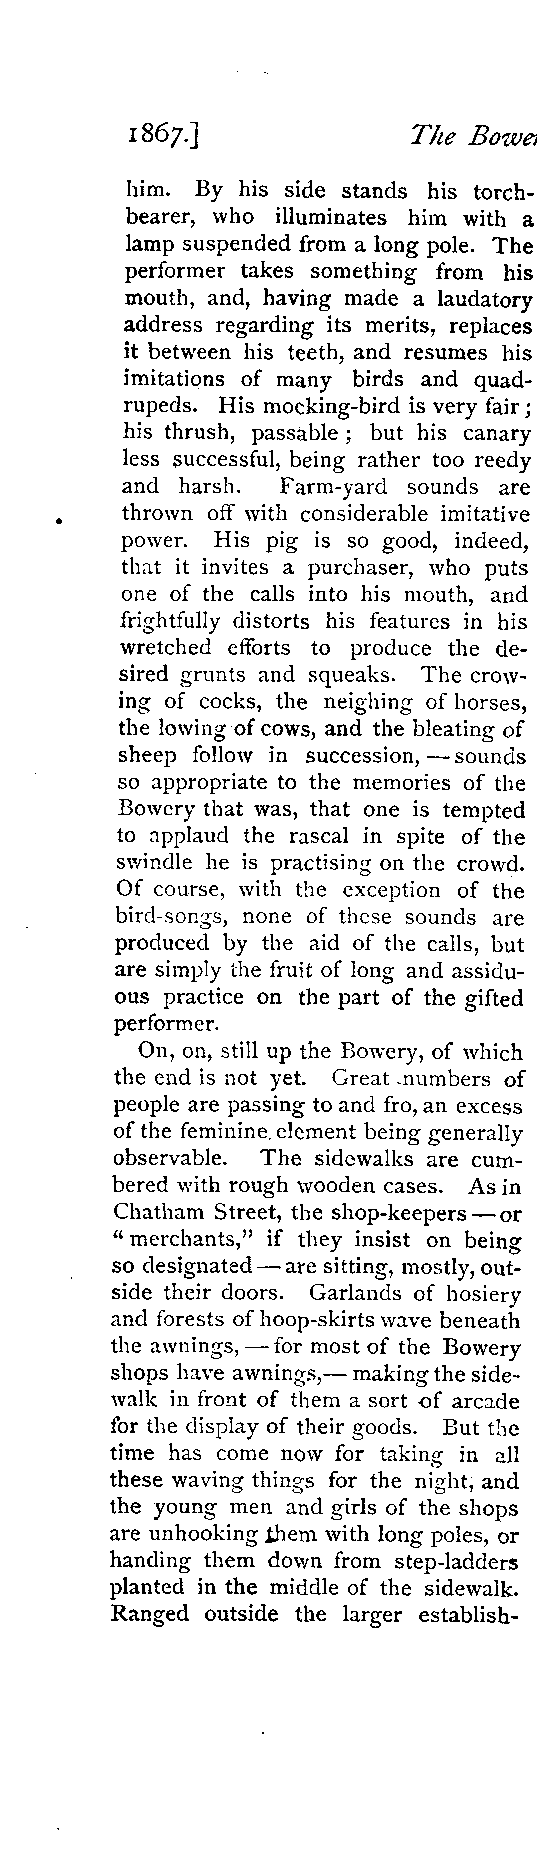 1867.] The Bower
him. By his side stands his torch-
bearer, who illuminates him with a
lamp suspended from a long pole. The
performer takes something from his
mouth, and, having made a laudatory
address regarding its merits, replaces
it between his teeth, and resumes his
imitations of many birds and quad-
rupeds. His mocking-bird is very fair;
his thrush, passable; but his canary
less successful, being rather too reedy
and harsh. Farm-yard sounds are
thrown off with considerable imitative
power. His pig is so good, indeed,
that it invites a purchaser, who puts
one of the calls into his mouth, and
frightfully distorts his features in his
wretched efforts to produce the de-
sired grunts and squeaks. The crow-
ing of cocks, the neighing of horses,
the lowing of cows, and the bleating of
sheep follow in succession, — sounds
so appropriate to the memories of the
Bowery that was, that one is tempted
to applaud the rascal in spite of the
swindle he is practising on the crowd.
Of course, with the exception of the
bird-songs, none of these sounds are
produced by the aid of the calls, but
are simply the fruit of long and assidu-
ous practice on the part of the gifted
performer.
On, on, still up the Bowery, of which
the end is not yet. Great numbers of
people are passing to and fro, an excess
of the feminine element being generally
observable. The sidewalks are cum-
bered with rough wooden cases. As in
Chatham Street, the shop-keepers — or
“merchants,” if they insist on being
so designated — are sitting, mostly, out-
side their doors. Garlands of hosiery
and forests of hoop-skirts wave beneath
the awnings, — for most of the Bowery
shops have awnings, — making the side-
walk in front of them a sort of arcade
for the display of their goods. But the
time has come now for taking in all
these waving things for the night, and
the young men and girls of the shops
are unhooking them with long poles, or
handing them down from step-ladders
planted in the middle of the sidewalk.
Ranged outside the larger establish-